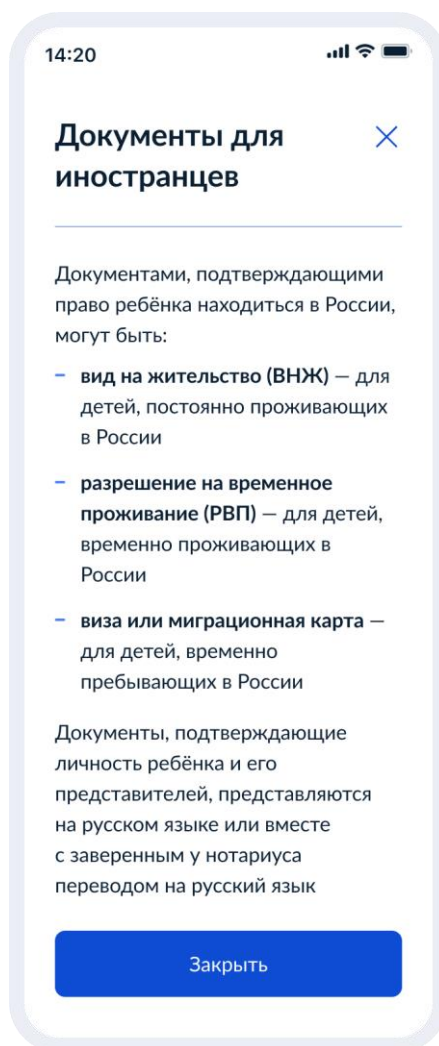 14:20
Документы для
иностранцев
Документами, подтверждающими
право ребёнка находиться в России,
могут быть:
– вид на жительство (ВНЖ) — для
детей, постоянно проживающих
в России
– разрешение на временное
проживание (РВП) — для детей,
временно проживающих в
России
– виза или миграционная карта —
для детей, временно
пребывающих в России
Документы, подтверждающие
личность ребёнка и его
представителей, представляются
на русском языке или вместе
с заверенным у нотариуса
переводом на русский язык
Закрыть